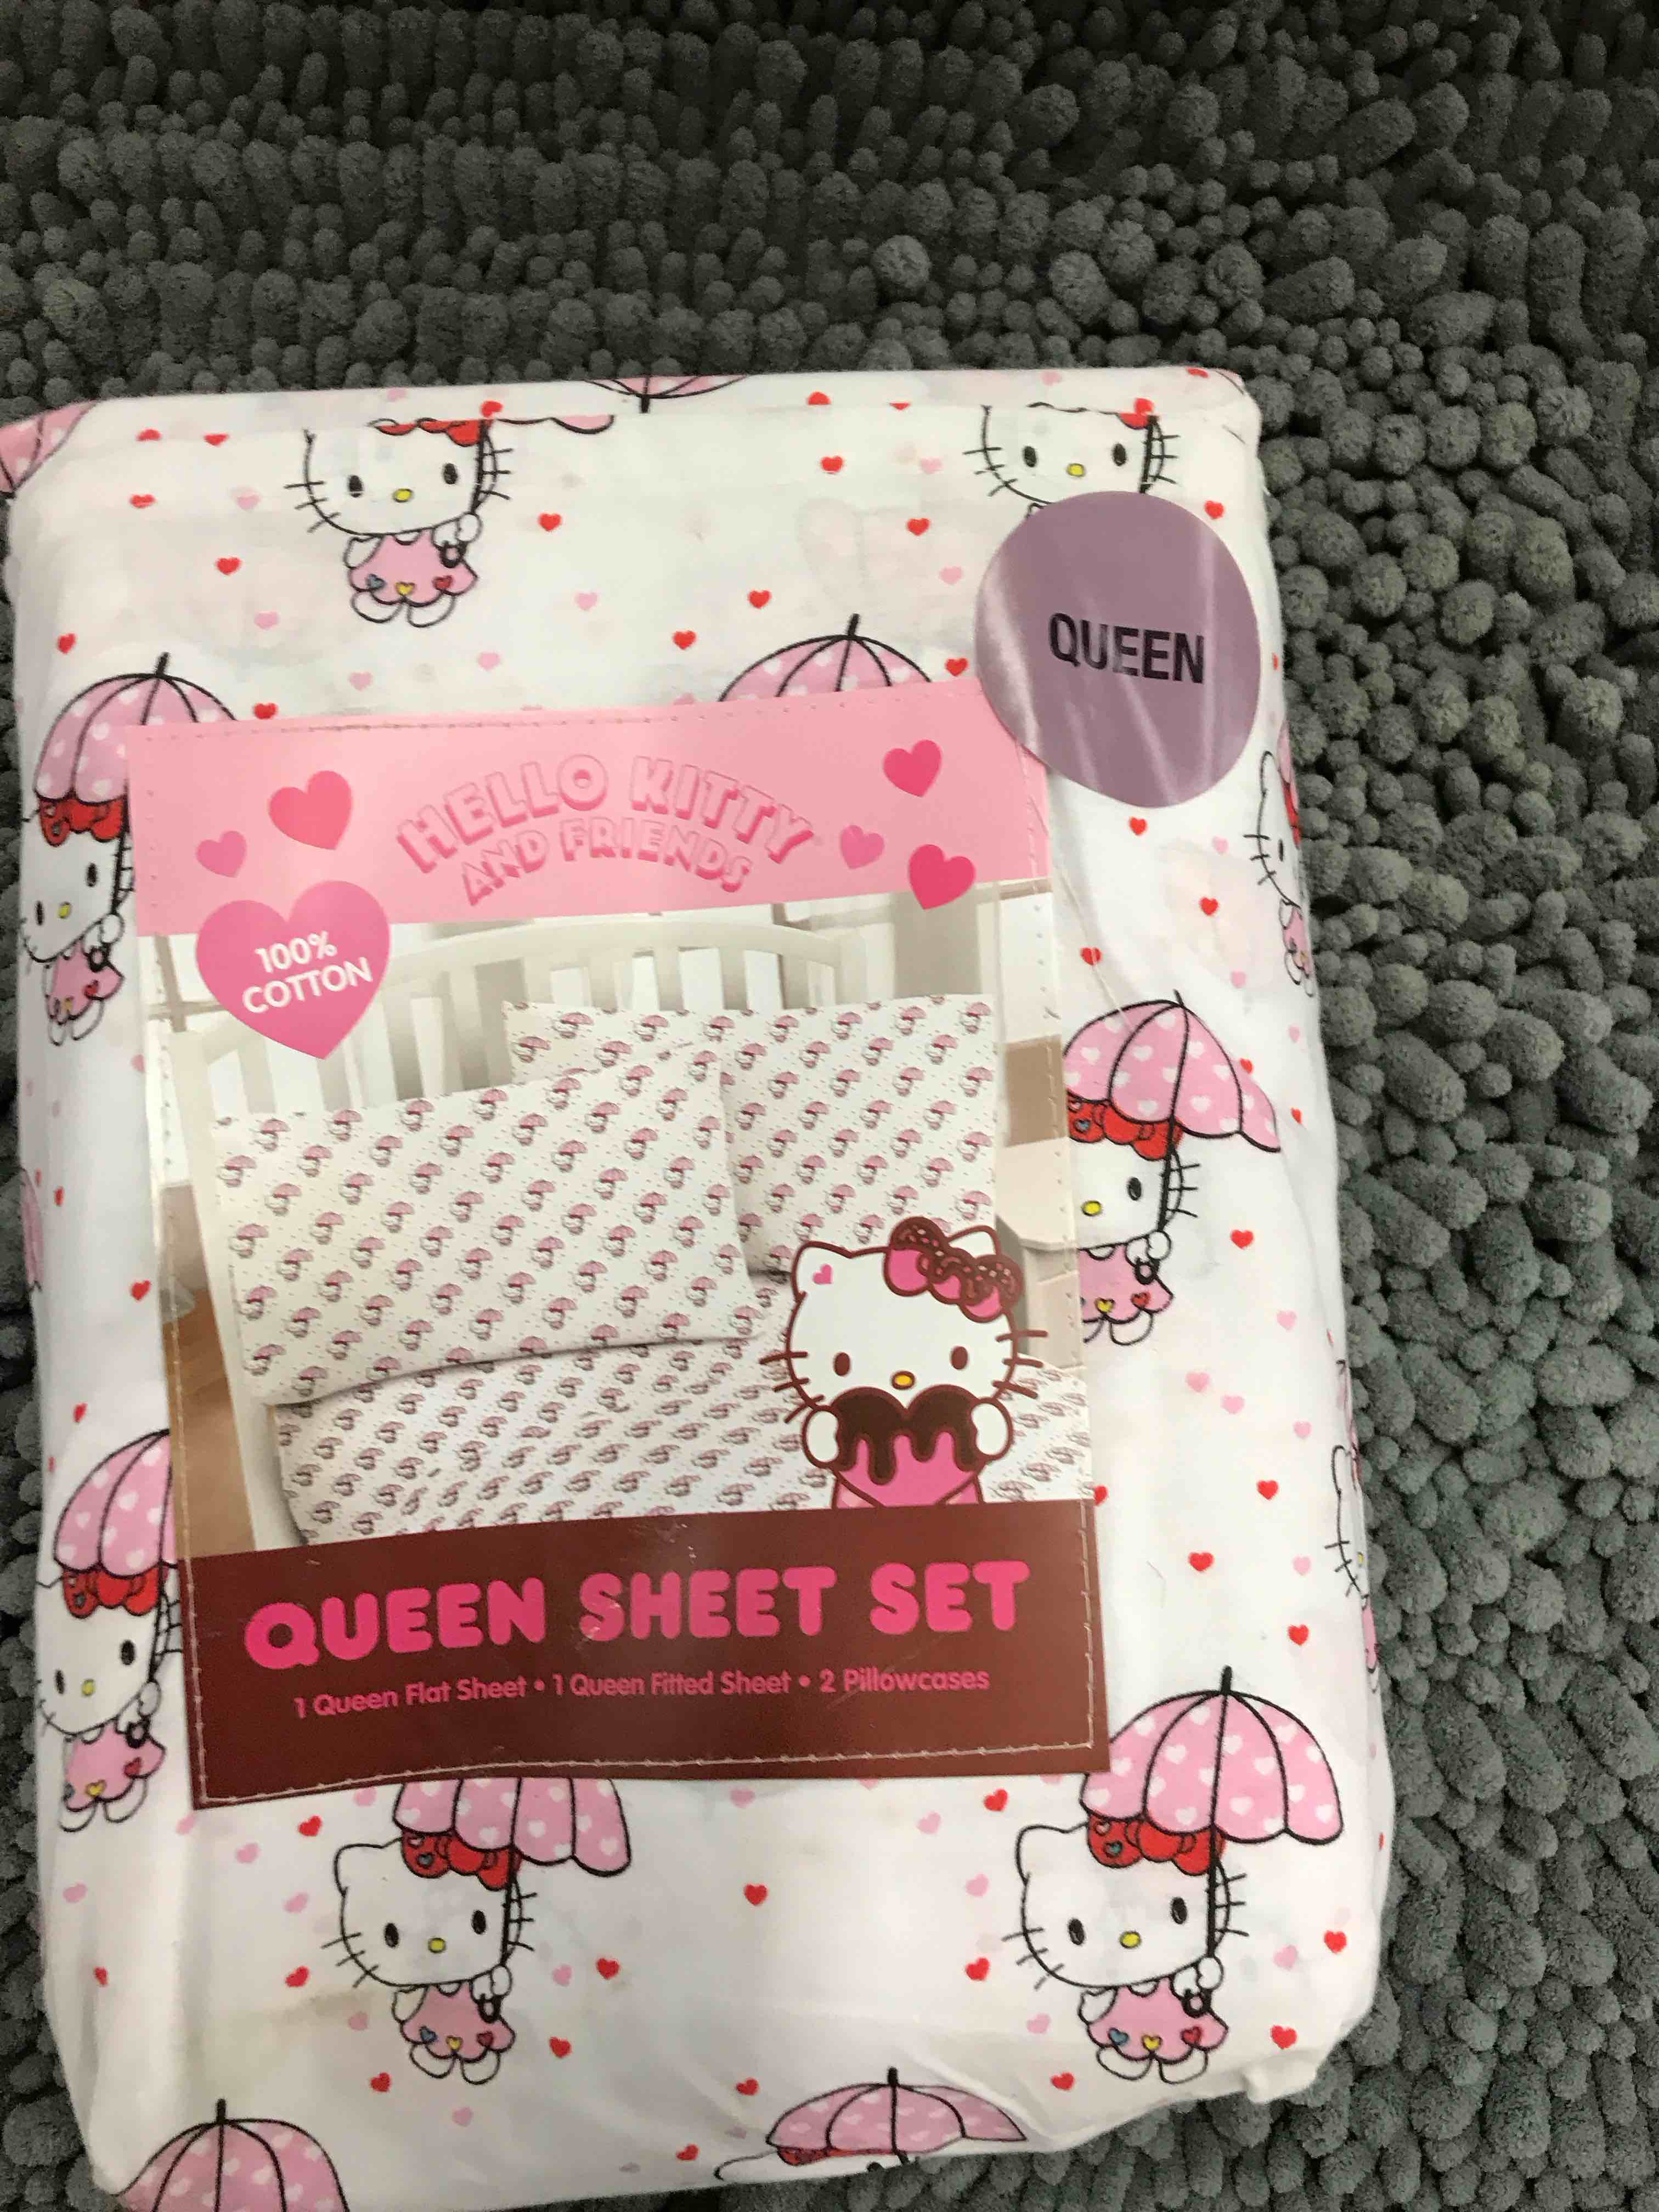 QUEEN
HELLO KITTY
AND FRIENDS
100%
COTTON
QUEEN SHEET SET
1 Queen Flat Sheet • 1 Queen Fitted Sheet • 2 Pillowcases